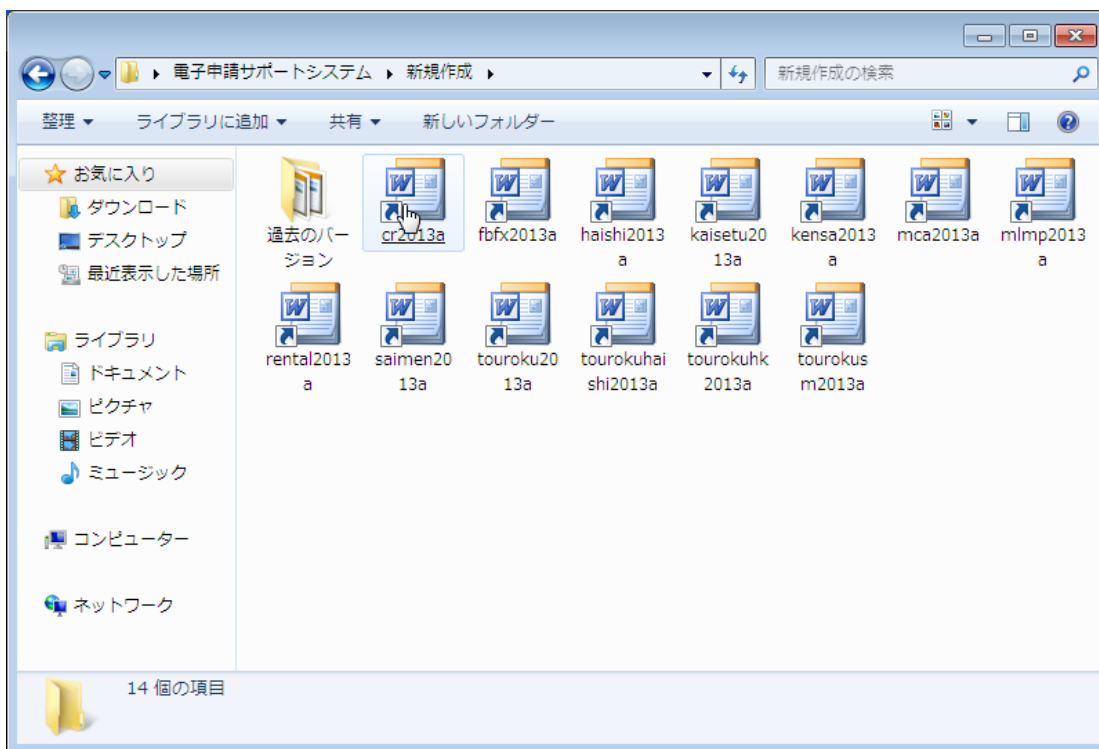 電子申請サポートシステム 新規作成
新規作成の検索
整理 ライブラリに追加 共有 新しいフォルダー
お気に入り
ダウンロード
デスクトップ
最近表示した場所
ライブラリ
ドキュメント
ピクチャ
ビデオ
ミュージック
コンピューター
ネットワーク
過去のバー
ジョン
cr2013a
fbfx2013a
haishi2013
a
kaisetu20
13a
kensa2013
a
mca2013a
mlmp2013
a
rental2013
a
saimen20
13a
touroku20
13a
tourokuhai
shi2013a
tourokuhk
2013a
tourokus
m2013a
14 個の項目